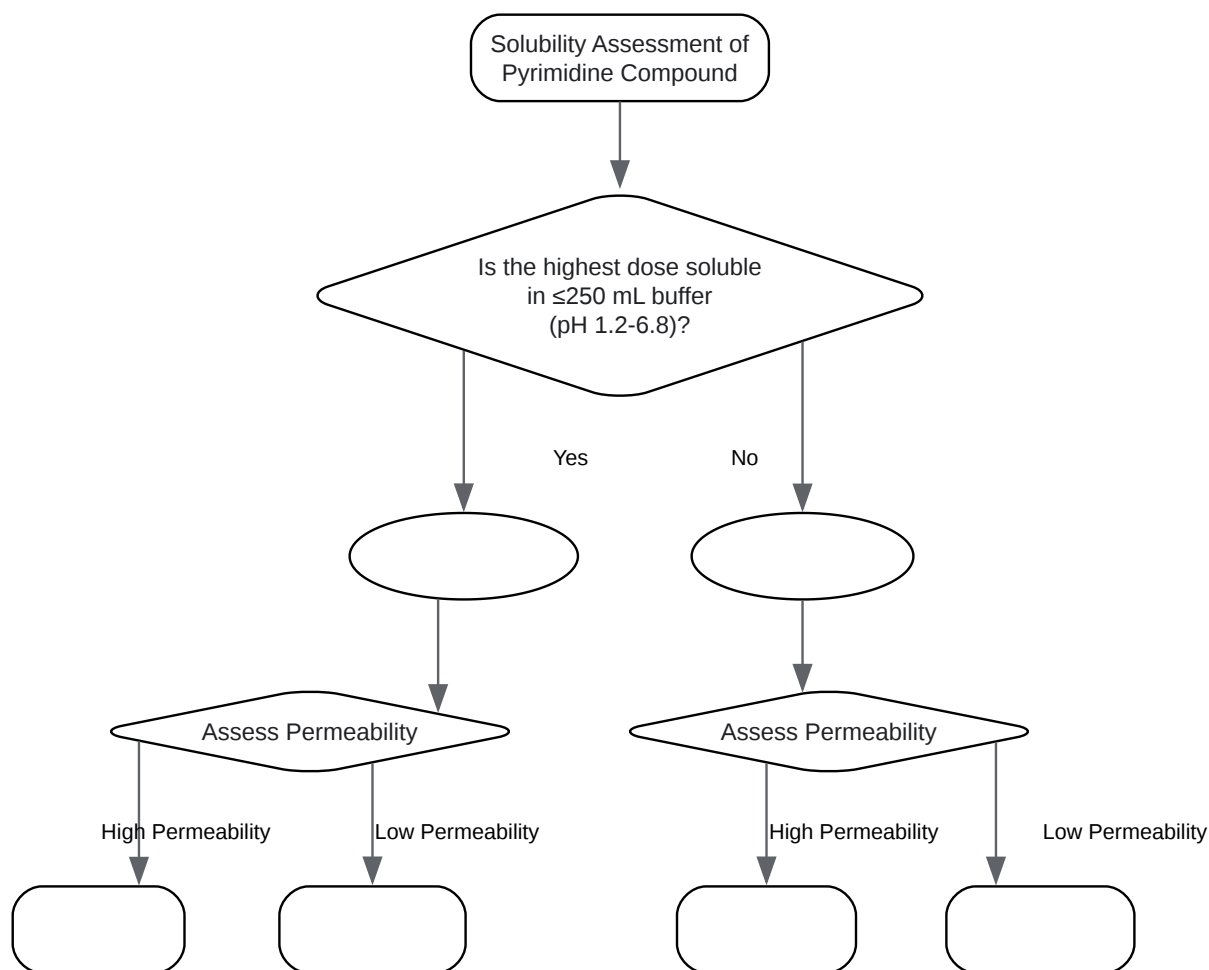 Solubility Assessment of
Pyrimidine Compound
Is the highest dose soluble
in ≤250 mL buffer
(pH 1.2-6.8)?
Yes
No
Assess Permeability
Assess Permeability
High Permeability
Low Permeability
High Permeability
Low Permeability